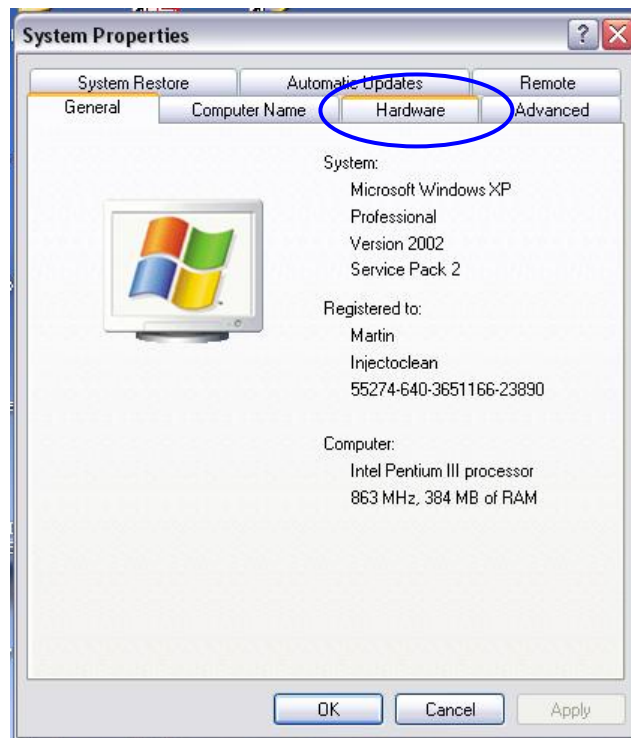 System Properties
System Restore Automatic Updates Remote
General Computer Name Hardware Advanced
System:
Microsoft Windows XP
Professional
Version 2002
Service Pack 2
Registered to:
Martin
Injectoclean
55274-640-3651166-23890
Computer:
Intel Pentium III processor
863 MHz, 384 MB of RAM
OK Cancel Apply